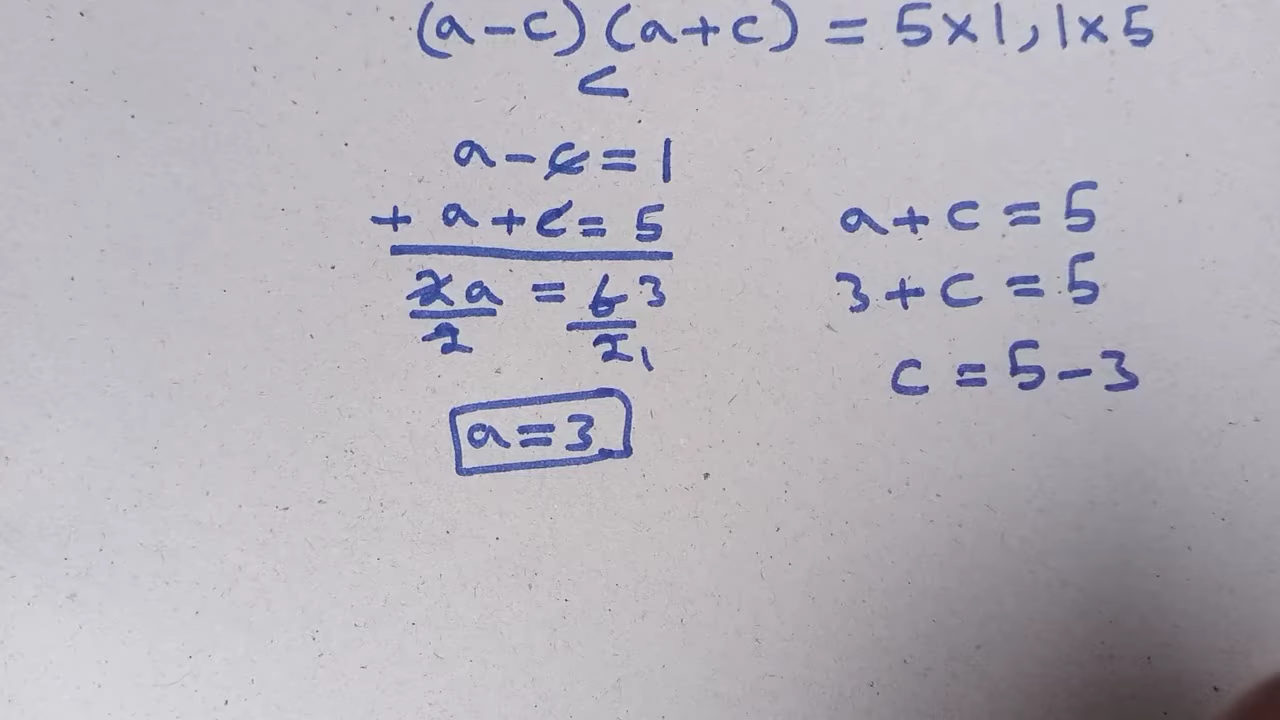 (a-c)(a+c) = 5×1, 1×5
<
a-c=1
+ a+c=5
2a/2 = 6 3/2 1
a=3
a+c=5
3+c=5
c=5-3